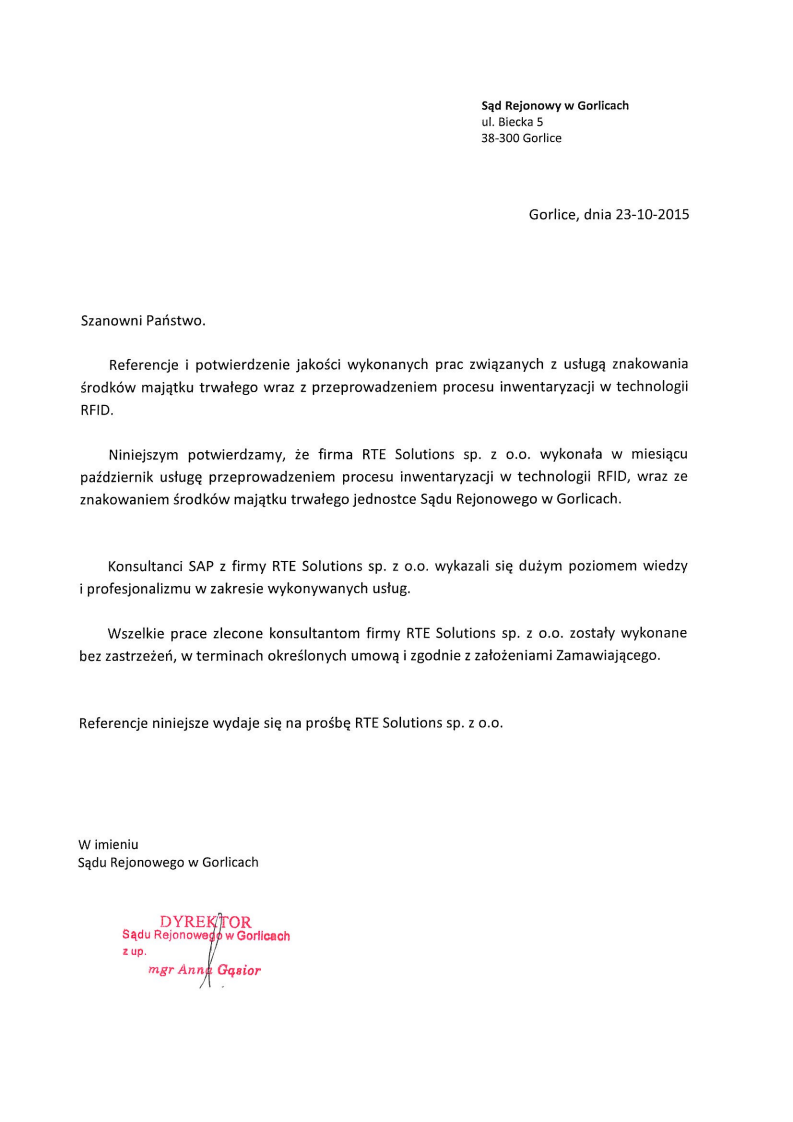 Sąd Rejonowy w Gorlicach
ul. Biecka 5
38-300 Gorlice
Gorlice, dnia 23-10-2015
Szanowni Państwo.
Referencje i potwierdzenie jakości wykonanych prac związanych z usługą znakowania
środków majątku trwałego wraz z przeprowadzeniem procesu inwentaryzacji w technologii
RFID.
Niniejszym potwierdzamy, że firma RTE Solutions sp. z o.o. wykonała w miesiącu
październik usługę przeprowadzeniem procesu inwentaryzacji w technologii RFID, wraz ze
znakowaniem środków majątku trwałego jednostce Sądu Rejonowego w Gorlicach.
Konsultanci SAP z firmy RTE Solutions sp. z o.o. wykazali się dużym poziomem wiedzy
i profesjonalizmu w zakresie wykonywanych usług.
Wszelkie prace zlecone konsultantom firmy RTE Solutions sp. z o.o. zostały wykonane
bez zastrzeżeń, w terminach określonych umową i zgodnie z założeniami Zamawiającego.
Referencje niniejsze wydaje się na prośbę RTE Solutions sp. z o.o.
W imieniu
Sądu Rejonowego w Gorlicach
DYREKTOR
Sądu Rejonowego w Gorlicach
z up.
mgr Anna Gąsior